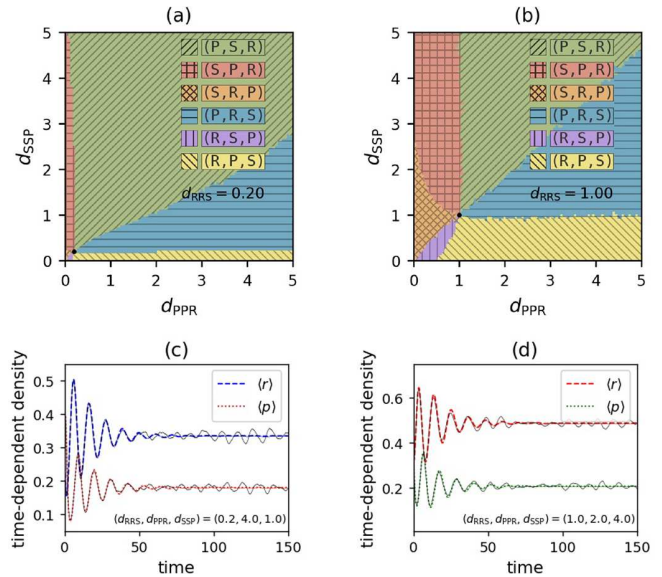 (a)
5
4
3
2
1
0
d_SSP
(P,S,R)
(S,P,R)
(S,R,P)
(P,R,S)
(R,S,P)
(R,P,S)
d_RRS = 0.20
0 1 2 3 4 5
d_PPR
(b)
5
4
3
2
1
0
d_SSP
(P,S,R)
(S,P,R)
(S,R,P)
(P,R,S)
(R,S,P)
(R,P,S)
d_RRS = 1.00
0 1 2 3 4 5
d_PPR
(c)
time-dependent density
0.5
0.4
0.3
0.2
0.1
⟨r⟩
⟨p⟩
(d_RRS, d_PPR, d_SSP) = (0.2, 4.0, 1.0)
0 50 100 150
time
(d)
time-dependent density
0.6
0.4
0.2
⟨r⟩
⟨p⟩
(d_RRS, d_PPR, d_SSP) = (1.0, 2.0, 4.0)
0 50 100 150
time